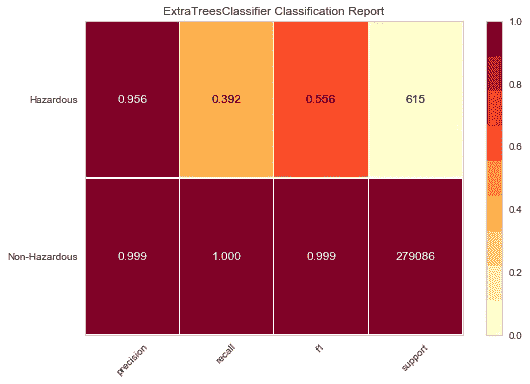 ExtraTreesClassifier Classification Report
Hazardous 0.956 0.392 0.556 615
Non-Hazardous 0.999 1.000 0.999 279086
precision recall f1 support
1.0
0.8
0.6
0.4
0.2
0.0